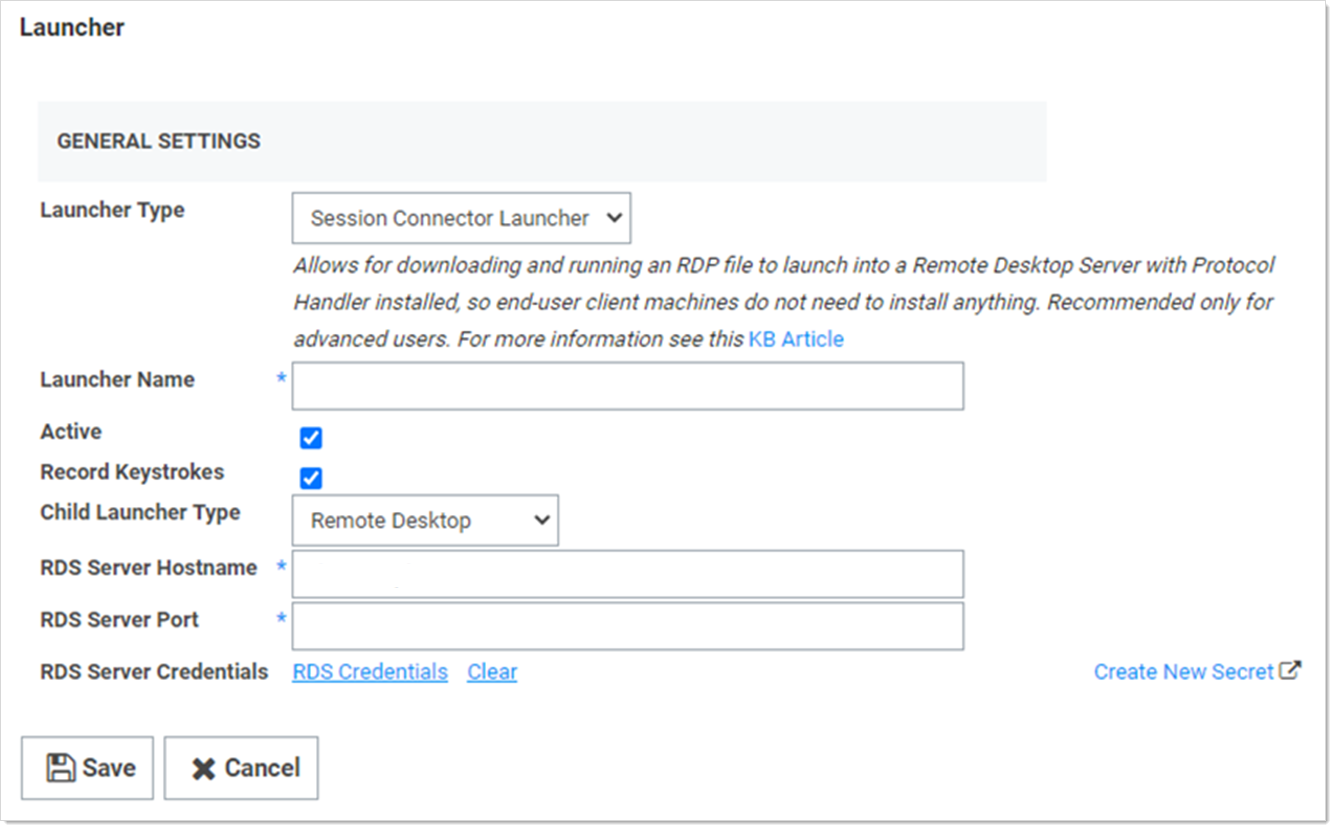 Launcher
GENERAL SETTINGS
Launcher Type
Session Connector Launcher
Allows for downloading and running an RDP file to launch into a Remote Desktop Server with Protocol
Handler installed, so end-user client machines do not need to install anything. Recommended only for
advanced users. For more information see this KB Article
Launcher Name *
Active
Record Keystrokes
Child Launcher Type Remote Desktop
RDS Server Hostname *
RDS Server Port *
RDS Server Credentials RDS Credentials Clear Create New Secret
Save Cancel